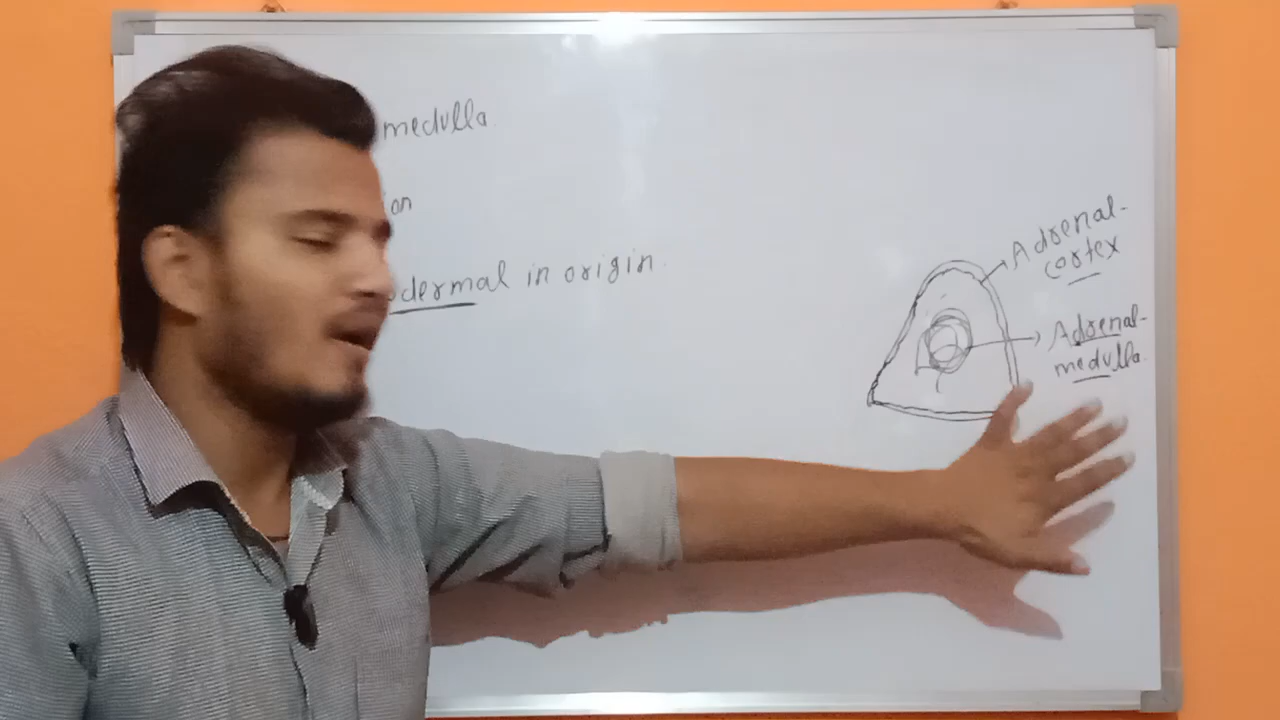 medulla.
on
dermal in origin.
Adrenal-
cortex
Adrenal-
medulla.